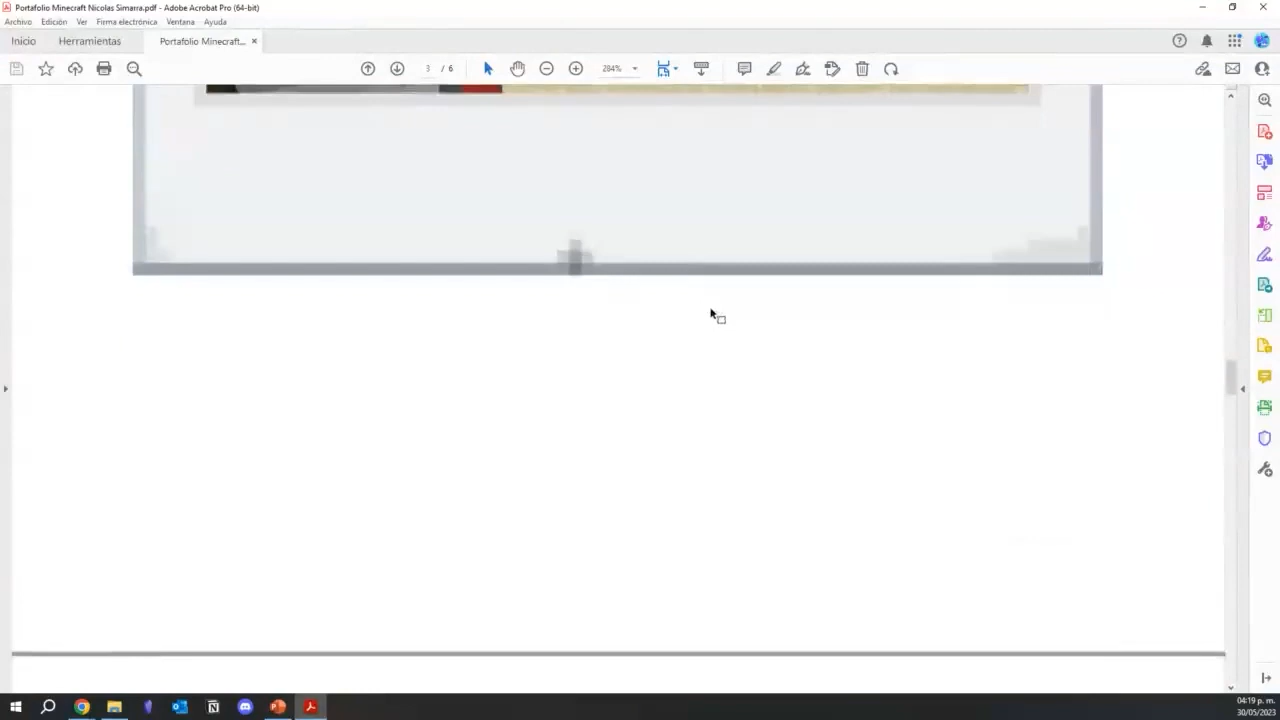 Portafolio Minecraft Nicolas Simarra.pdf - Adobe Acrobat Pro (64-bit)
Archivo Edición Ver Firma electrónica Ventana Ayuda
Inicio Herramientas Portafolio Minecraft...
3 / 6 284%
04:19 p. m.
30/05/2023